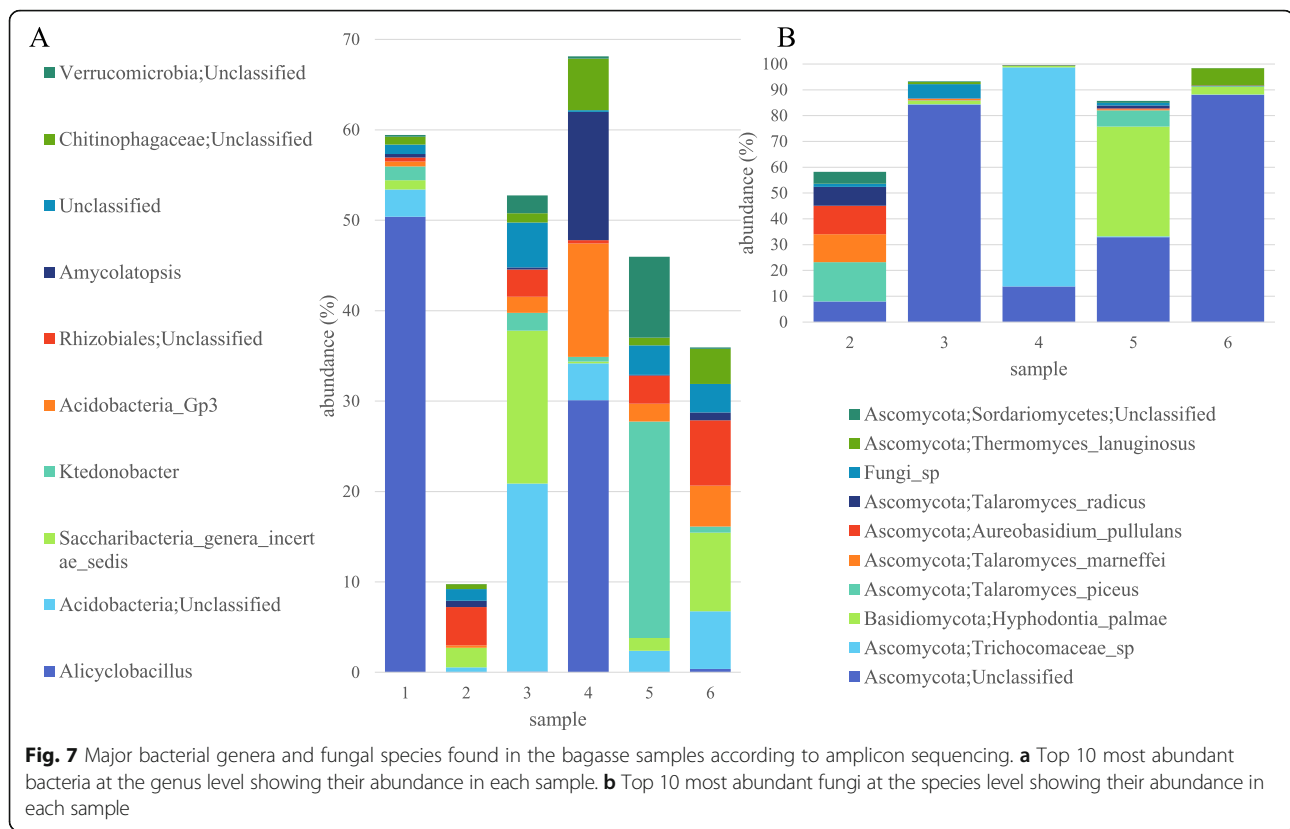 A
Verrucomicrobia;Unclassified
Chitinophagaceae;Unclassified
Unclassified
Amycolatopsis
Rhizobiales;Unclassified
Acidobacteria_Gp3
Ktedonobacter
Saccharibacteria_genera_incert
ae_sedis
Acidobacteria;Unclassified
Alicyclobacillus
abundance (%)
70
60
50
40
30
20
10
0
1 2 3 4 5 6
sample
B
abundance (%)
100
90
80
70
60
50
40
30
20
10
0
2 3 4 5 6
sample
Ascomycota;Sordariomycetes;Unclassified
Ascomycota;Thermomyces_lanuginosus
Fungi_sp
Ascomycota;Talaromyces_radicus
Ascomycota;Aureobasidium_pullulans
Ascomycota;Talaromyces_marneffei
Ascomycota;Talaromyces_piceus
Basidiomycota;Hyphodontia_palmae
Ascomycota;Trichocomaceae_sp
Ascomycota;Unclassified
Fig. 7 Major bacterial genera and fungal species found in the bagasse samples according to amplicon sequencing. a Top 10 most abundant
bacteria at the genus level showing their abundance in each sample. b Top 10 most abundant fungi at the species level showing their abundance in
each sample